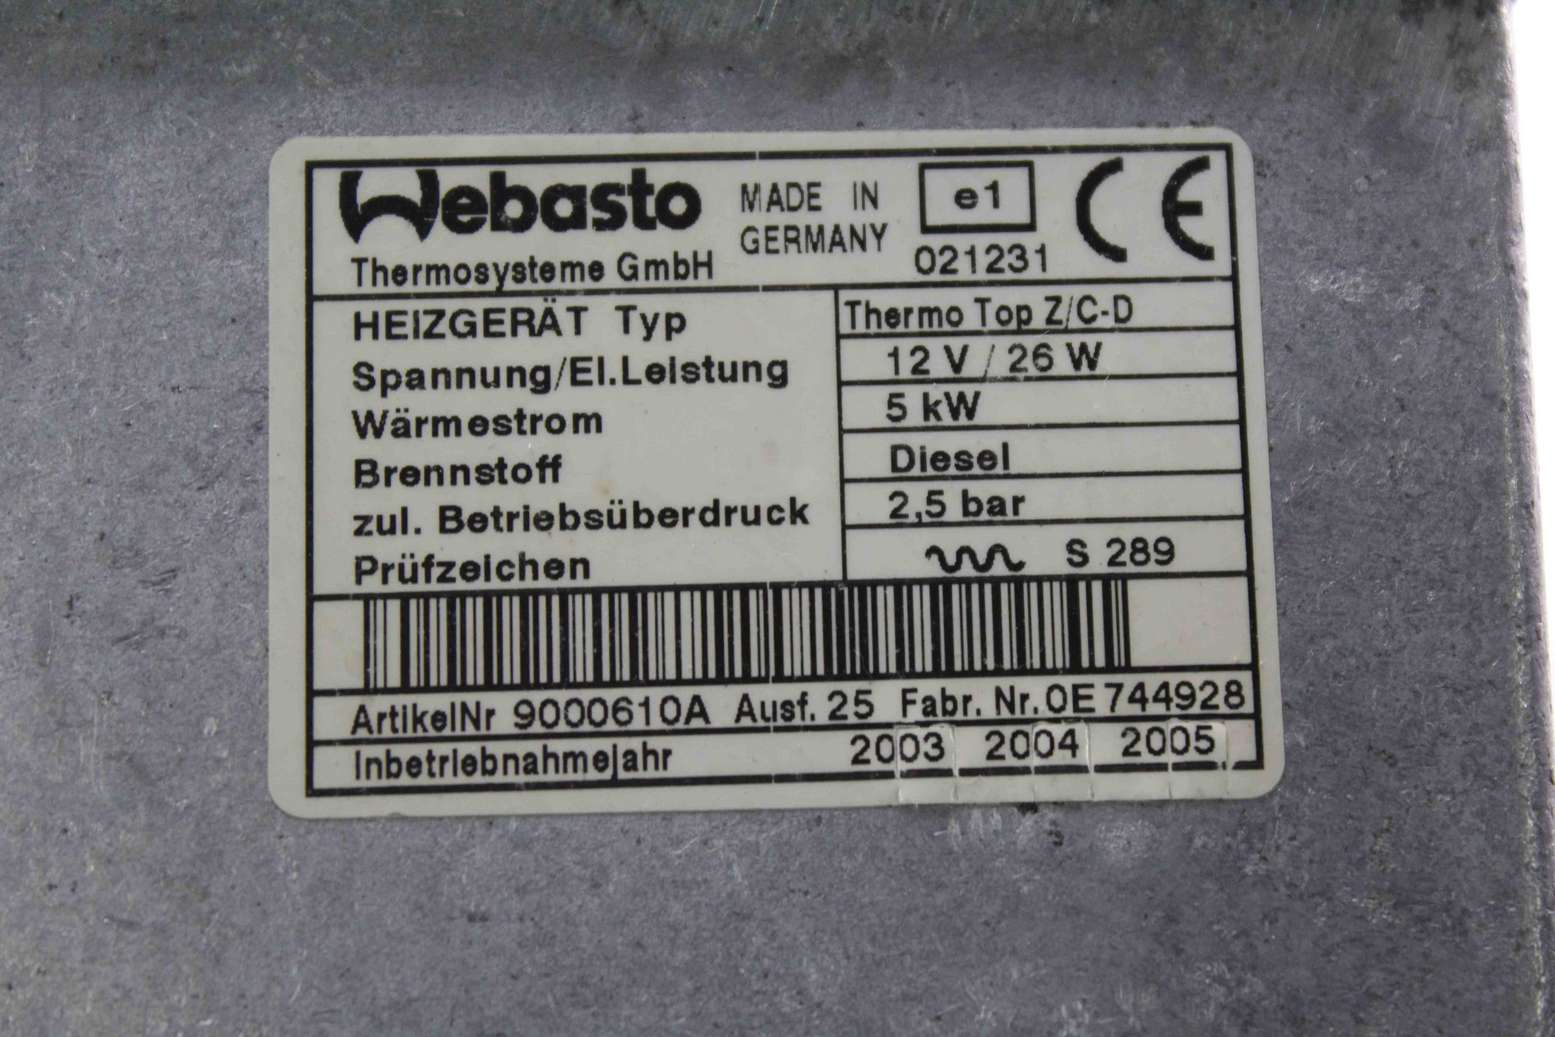 Webasto MADE IN e1 CE
Thermosysteme GmbH GERMANY 021231
HEIZGERÄT Typ Thermo Top Z/C-D
Spannung/El.Leistung 12 V / 26 W
Wärmestrom 5 kW
Brennstoff Diesel
zul. Betriebsüberdruck 2,5 bar
Prüfzeichen S 289
ArtikelNr 9000610A Ausf. 25 Fabr. Nr. 0E744928
Inbetriebnahmejahr 2003 2004 2005